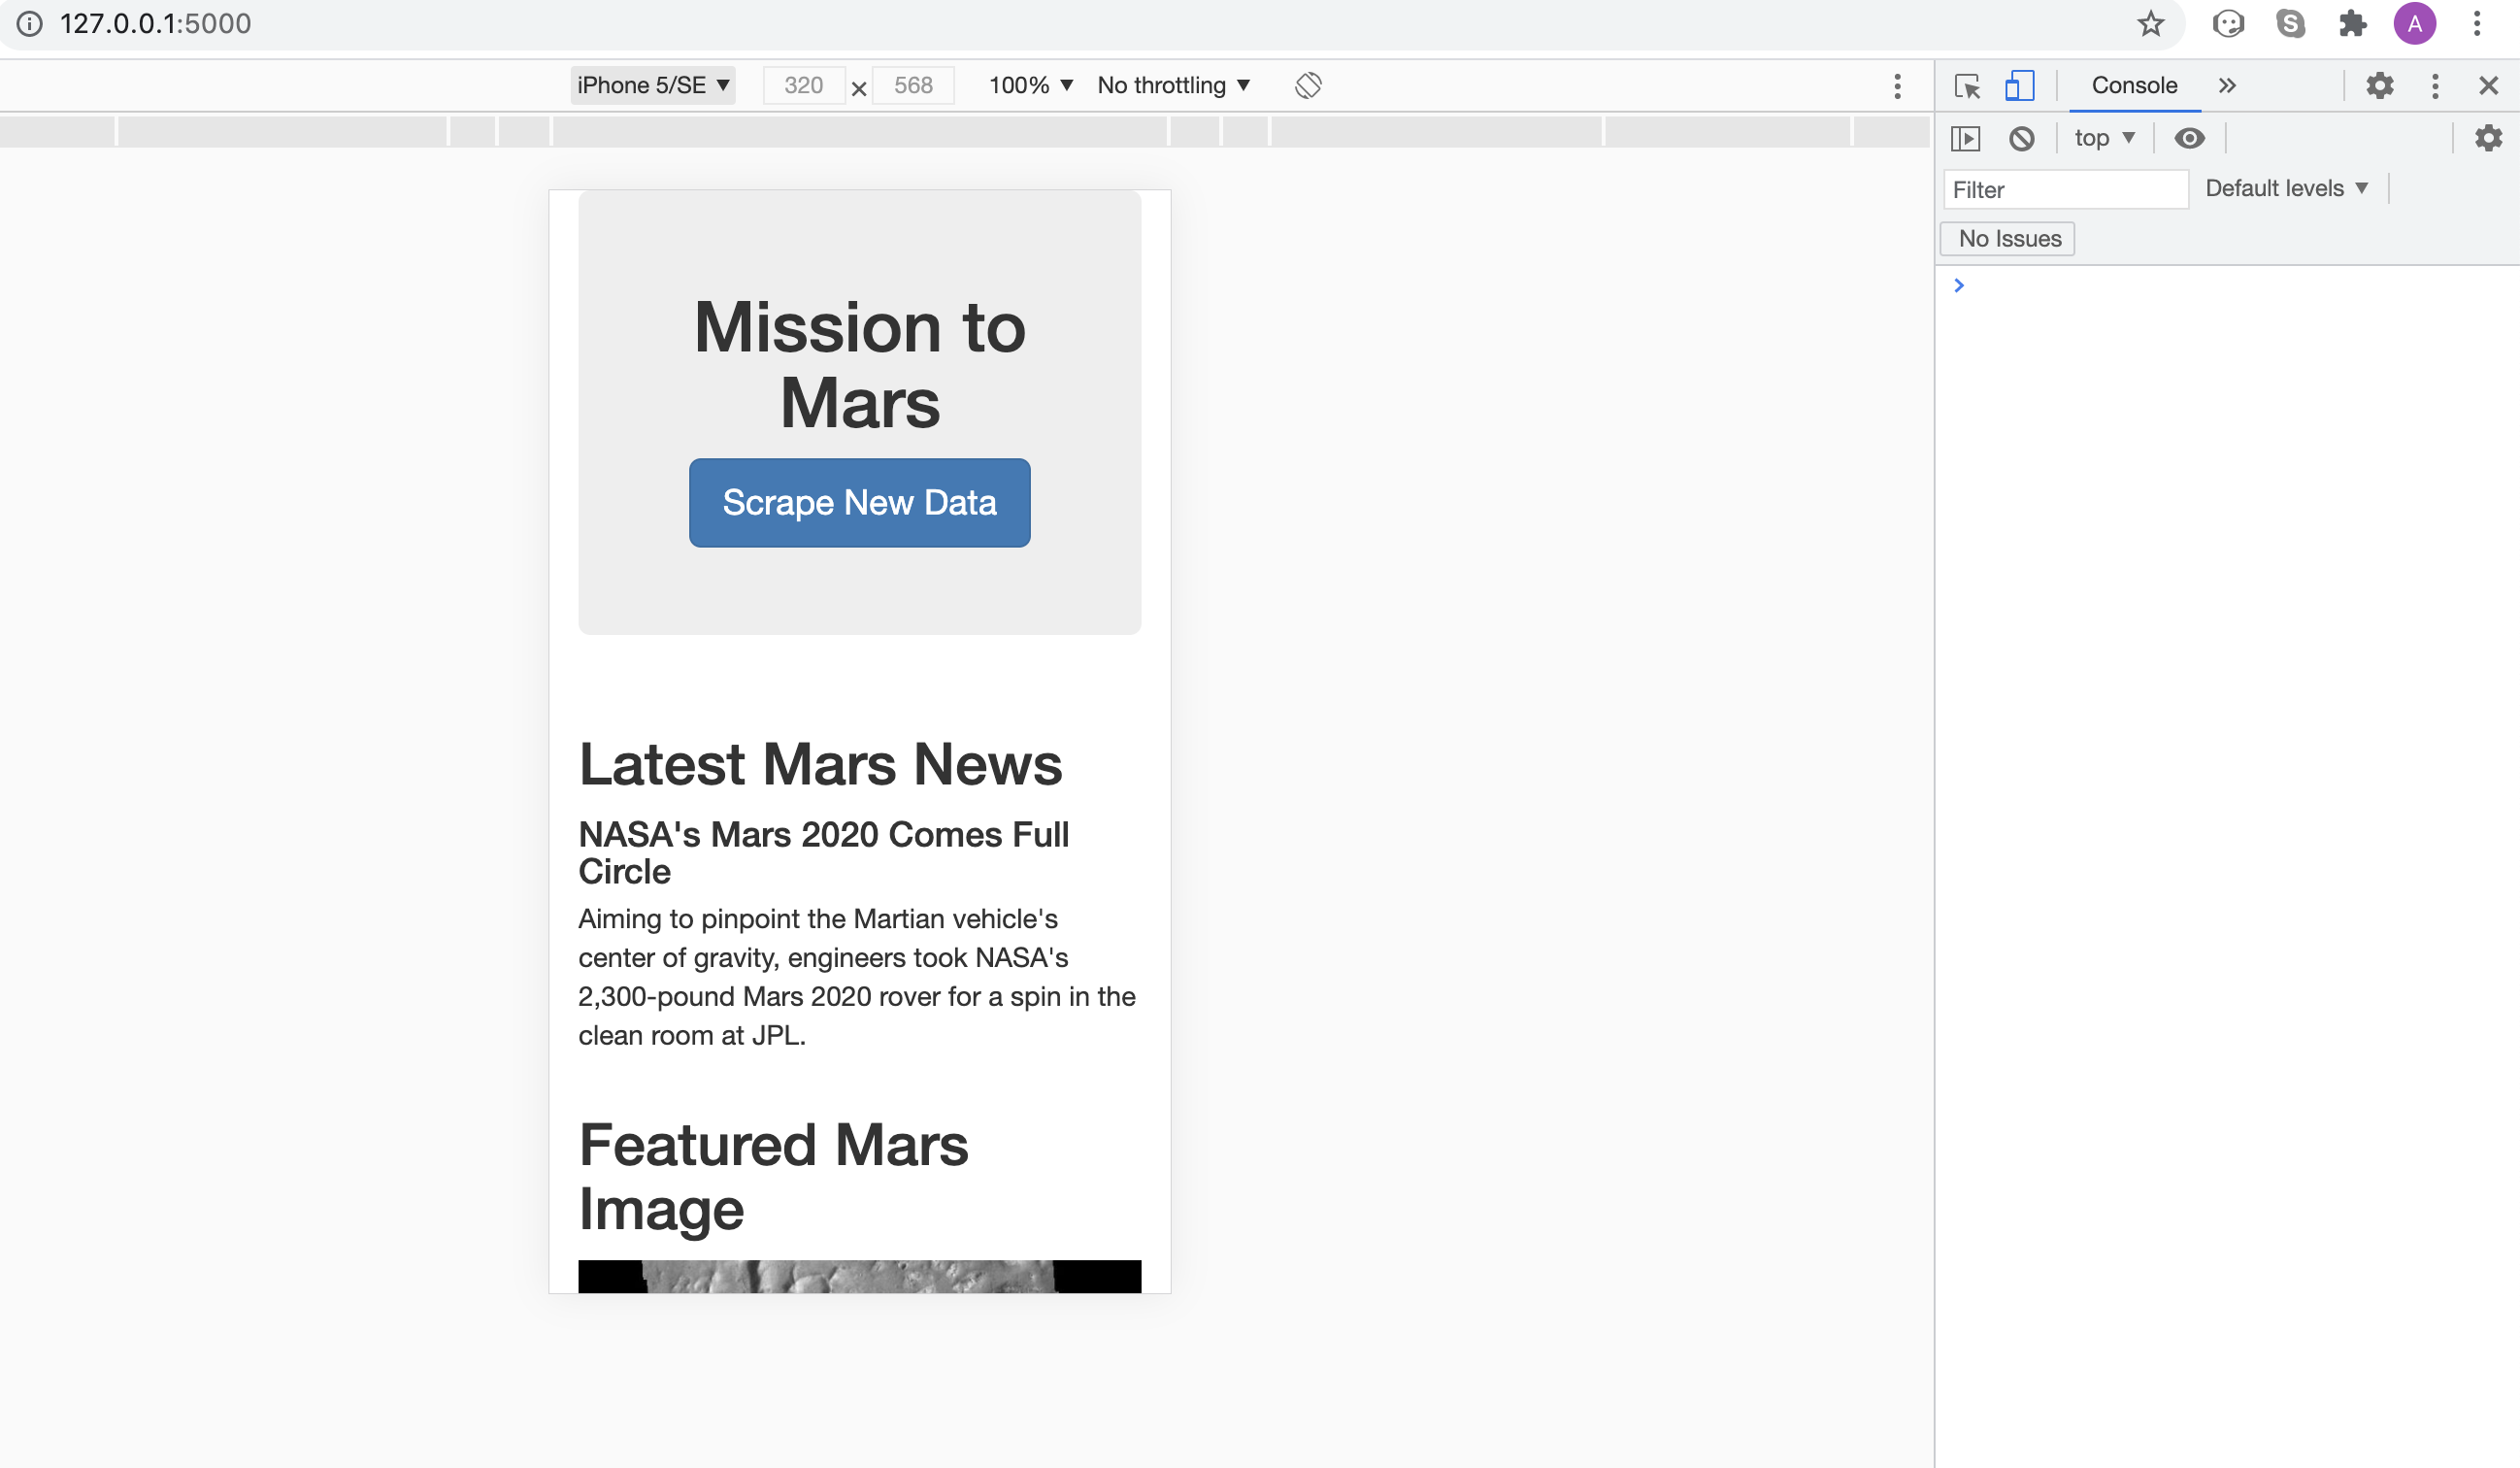 127.0.0.1:5000
A
iPhone 5/SE 320 × 568 100% No throttling
Console
top
Filter Default levels
No Issues
Mission to
Mars
Scrape New Data
Latest Mars News
NASA's Mars 2020 Comes Full
Circle
Aiming to pinpoint the Martian vehicle's
center of gravity, engineers took NASA's
2,300-pound Mars 2020 rover for a spin in the
clean room at JPL.
Featured Mars
Image